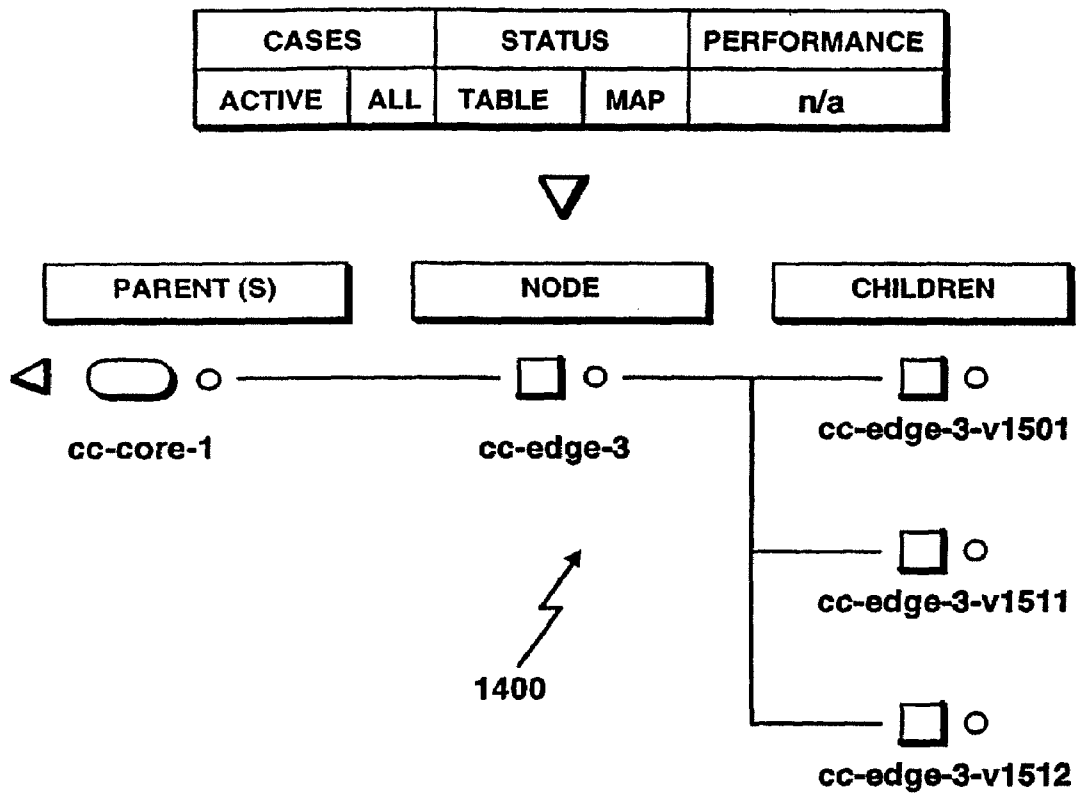 CASES STATUS PERFORMANCE
ACTIVE ALL TABLE MAP n/a
PARENT (S) NODE CHILDREN
cc-edge-3-v1501
cc-core-1 cc-edge-3
cc-edge-3-v1511
1400
cc-edge-3-v1512